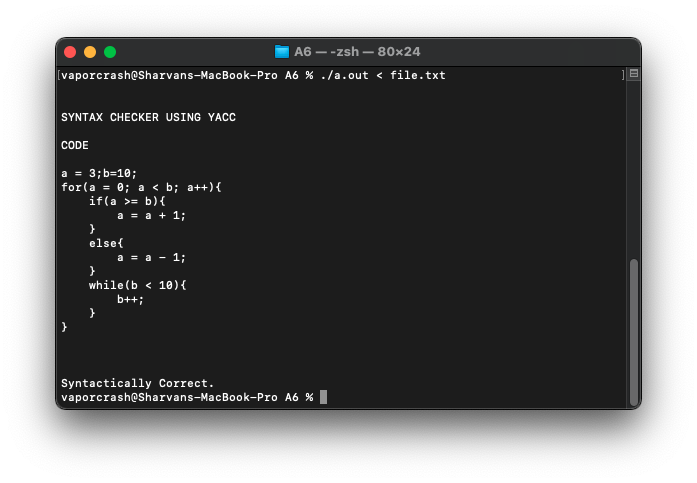 A6 — -zsh — 80×24
[vaporcrash@Sharvans-MacBook-Pro A6 % ./a.out < file.txt ]
SYNTAX CHECKER USING YACC
CODE
a = 3;b=10;
for(a = 0; a < b; a++){
    if(a >= b){
        a = a + 1;
    }
    else{
        a = a - 1;
    }
    while(b < 10){
        b++;
    }
}
Syntactically Correct.
vaporcrash@Sharvans-MacBook-Pro A6 %